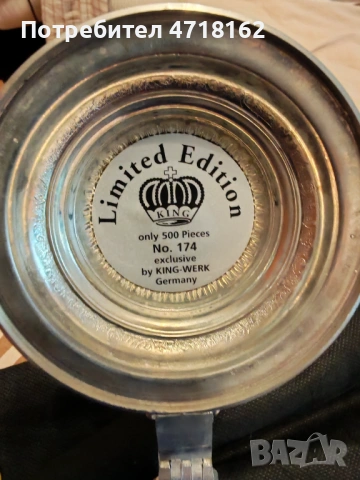 Потребител 4718162
Limited Edition
KING
only 500 Pieces
No. 174
exclusive
by KING-WERK
Germany
BAZAR